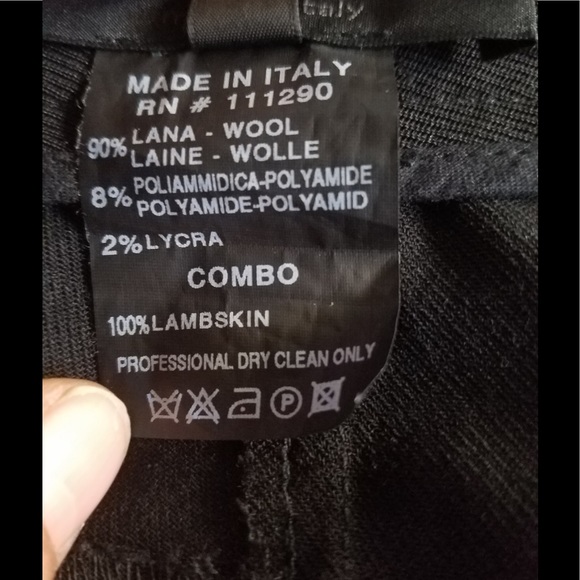 taly
MADE IN ITALY
RN # 111290
90% LANA - WOOL
LAINE - WOLLE
8% POLIAMMIDICA-POLYAMIDE
POLYAMIDE-POLYAMID
2% LYCRA
COMBO
100% LAMBSKIN
PROFESSIONAL DRY CLEAN ONLY
P